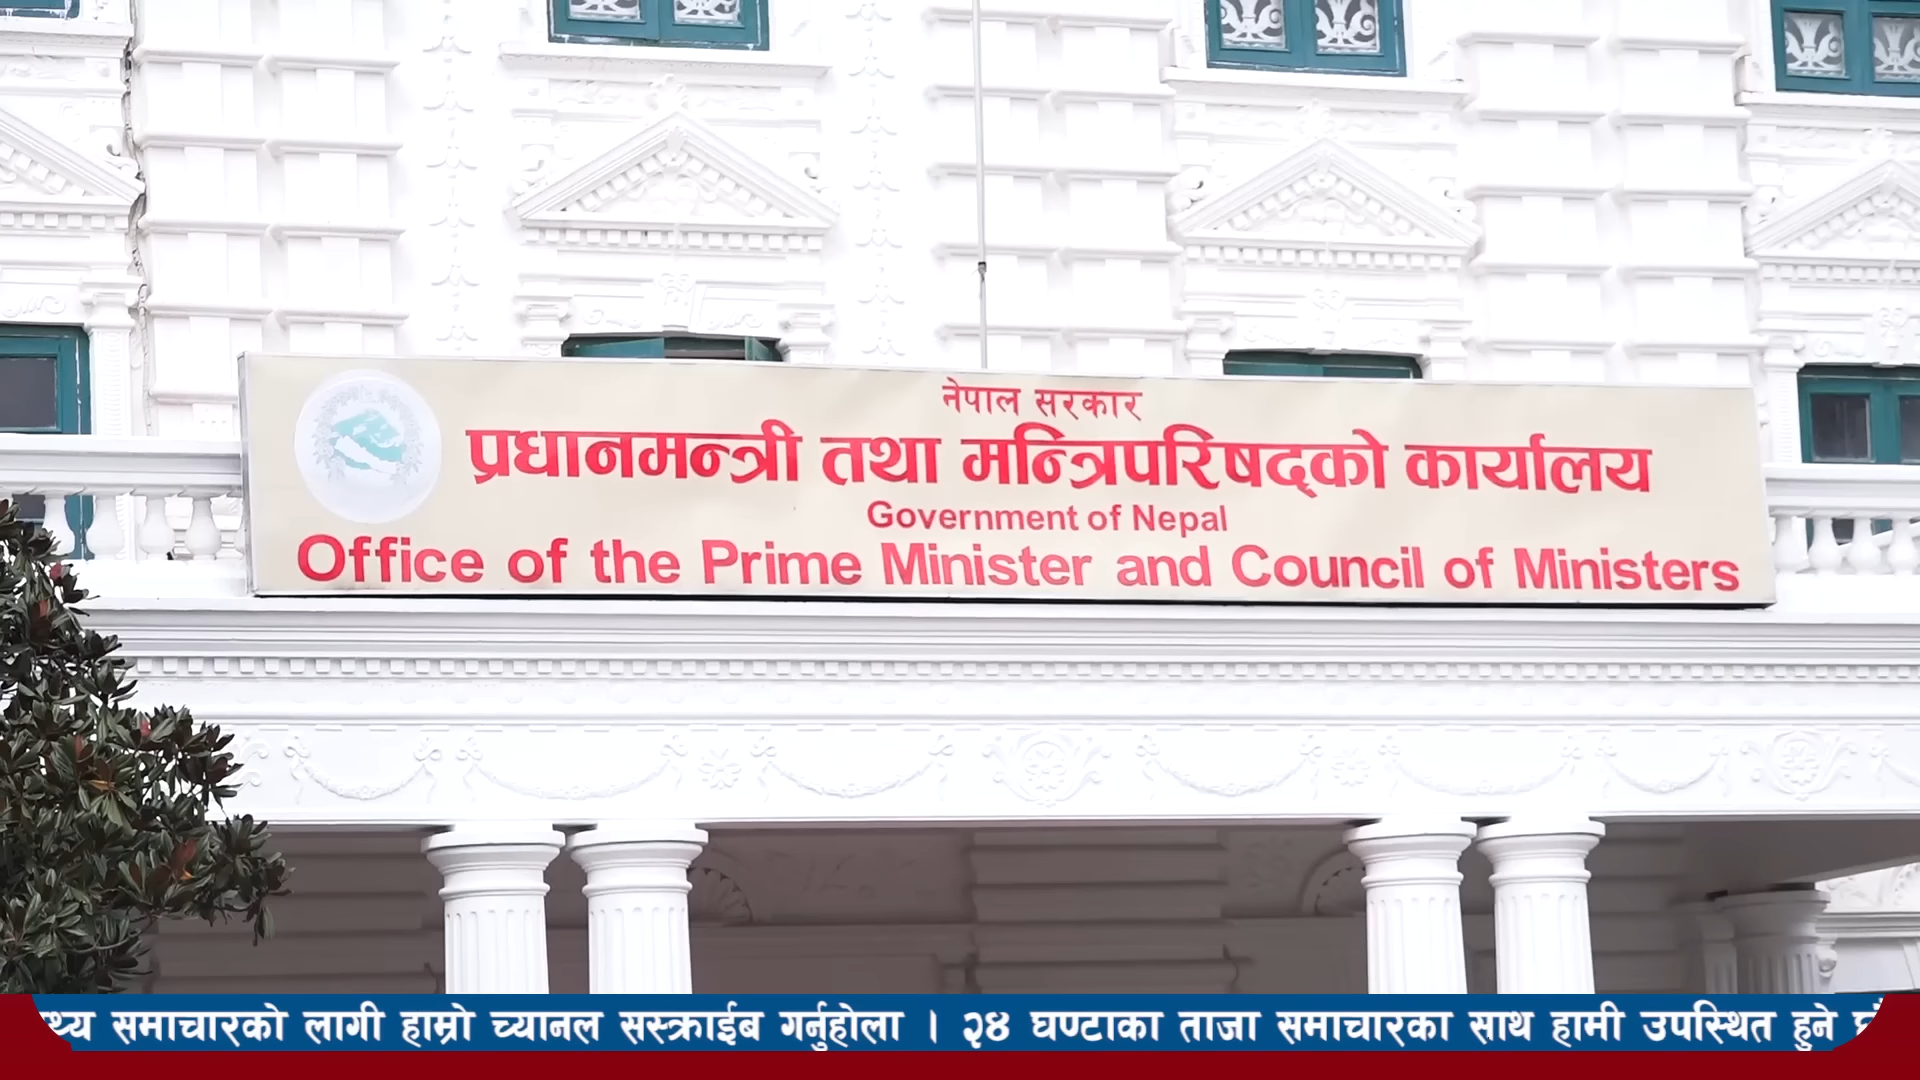 नेपाल सरकार
प्रधानमन्त्री तथा मन्त्रिपरिषद्को कार्यालय
Government of Nepal
Office of the Prime Minister and Council of Ministers
समाचारको लागी हाम्रो च्यानल सस्क्राईब गर्नुहोला । २४ घण्टाका ताजा समाचारका साथ हामी उपस्थित हुने